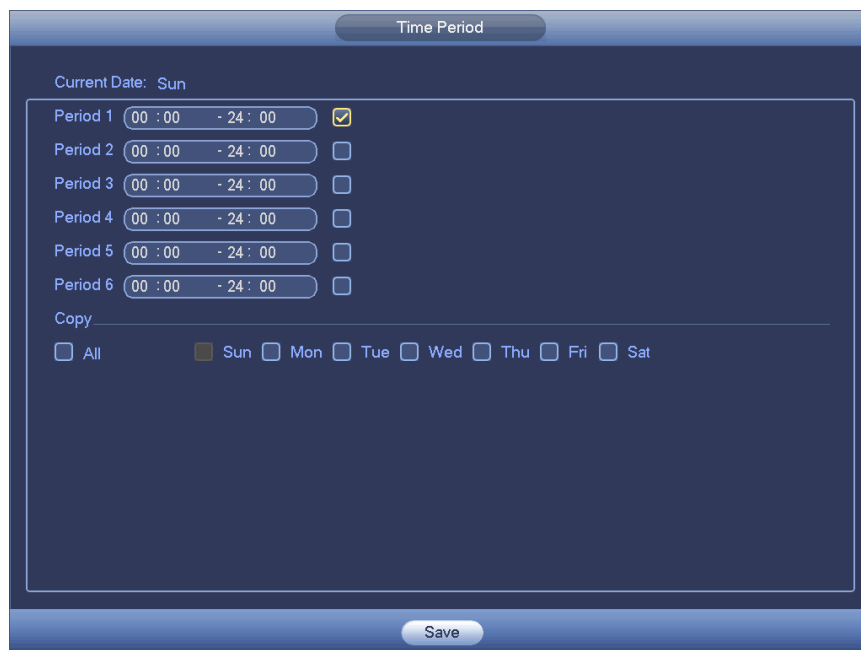 Time Period
Current Date: Sun
Period 1 00 :00 - 24 : 00
Period 2 00 :00 - 24 : 00
Period 3 00 :00 - 24 : 00
Period 4 00 :00 - 24 : 00
Period 5 00 :00 - 24 : 00
Period 6 00 :00 - 24 : 00
Copy
All Sun Mon Tue Wed Thu Fri Sat
Save